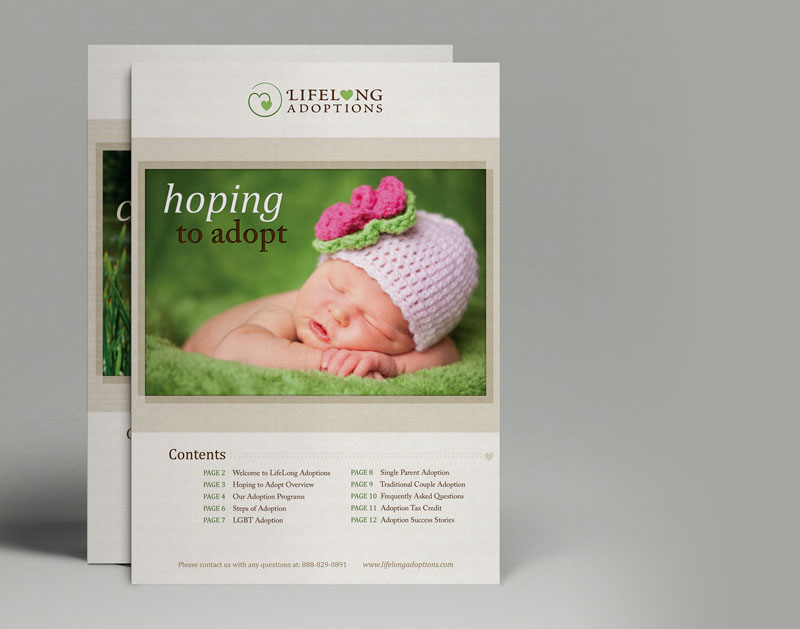 LIFELONG
ADOPTIONS
hoping
to adopt
Contents
PAGE 2 Welcome to LifeLong Adoptions
PAGE 3 Hoping to Adopt Overview
PAGE 4 Our Adoption Programs
PAGE 6 Steps of Adoption
PAGE 7 LGBT Adoption
PAGE 8 Single Parent Adoption
PAGE 9 Traditional Couple Adoption
PAGE 10 Frequently Asked Questions
PAGE 11 Adoption Tax Credit
PAGE 12 Adoption Success Stories
Please contact us with any questions at: 888-829-0891 www.lifelongadoptions.com